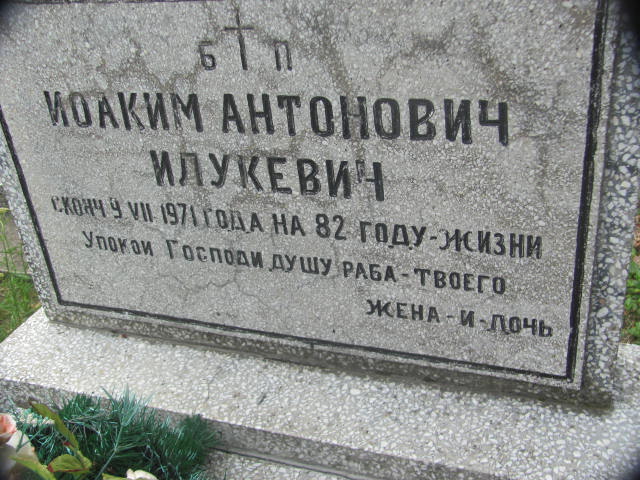 Б П
ИОАКИМ АНТОНОВИЧ
ИЛУКЕВИЧ
СКОНЧ 9 VII 1971 ГОДА НА 82 ГОДУ-ЖИЗНИ
Упокои Господи душу раба-твоего
жена-и-дочь